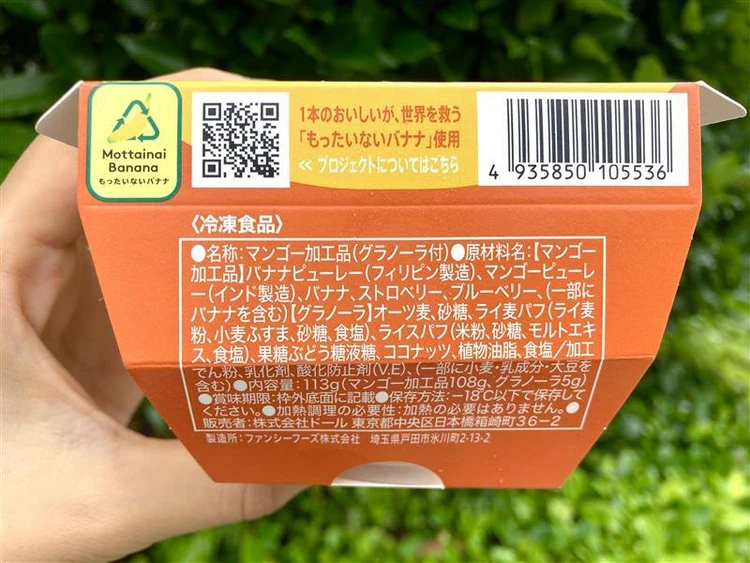 Mottainai
Banana
もったいないバナナ
1本のおいしいが、世界を救う
「もったいないバナナ」使用
<< プロジェクトについてはこちら
4 935850 105536
〈冷凍食品〉
●名称:マンゴー加工品(グラノーラ付)●原材料名:【マンゴー
加工品】バナナピューレー(フィリピン製造)、マンゴーピューレ
ー(インド製造)、バナナ、ストロベリー、ブルーベリー、(一部に
バナナを含む)【グラノーラ】オーツ麦、砂糖、ライ麦パフ(ライ麦
粉、小麦ふすま、砂糖、食塩)、ライスパフ(米粉、砂糖、モルトエキ
ス、食塩)、果糖ぶどう糖液糖、ココナッツ、植物油脂、食塩/加工
でん粉、乳化剤、酸化防止剤(V.E)、(一部に小麦・乳成分・大豆を
含む)●内容量:113g(マンゴー加工品108g、グラノーラ5g)
●賞味期限:枠外底面に記載●保存方法:-18℃以下で保存して
ください。●加熱調理の必要性:加熱の必要はありません。●
販売者:株式会社ドール 東京都中央区日本橋箱崎町36-2
製造所:ファンシーフーズ株式会社 埼玉県戸田市氷川町2-13-2